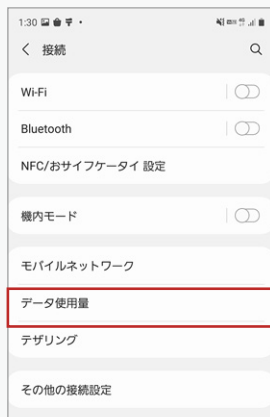 1:30
接続
Wi-Fi
Bluetooth
NFC/おサイフケータイ 設定
機内モード
モバイルネットワーク
データ使用量
テザリング
その他の接続設定